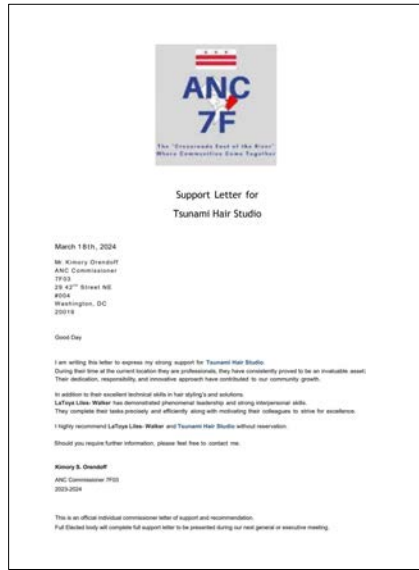 ANC
7F
The "Crossroads East of the River"
Where Communities Come Together
Support Letter for
Tsunami Hair Studio
March 18th, 2024
Mr. Kimory Orendoff
ANC Commissioner
7F03
29 42nd Street NE
#004
Washington, DC
20019
Good Day
I am writing this letter to express my strong support for Tsunami Hair Studio.
During their time at the current location they are professionals, they have consistently proved to be an invaluable asset;
Their dedication, responsibility, and innovative approach have contributed to our community growth.
In addition to their excellent technical skills in hair styling's and solutions.
LaToya Liles- Walker has demonstrated phenomenal leadership and strong interpersonal skills.
They complete their tasks precisely and efficiently along with motivating their colleagues to strive for excellence.
I highly recommend LaToya Liles- Walker and Tsunami Hair Studio without reservation.
Should you require further information, please feel free to contact me.
Kimory S. Orendoff
ANC Commissioner 7F03
2023-2024
This is an official individual commissioner letter of support and recommendation.
Full Elected body will complete full support letter to be presented during our next general or executive meeting.